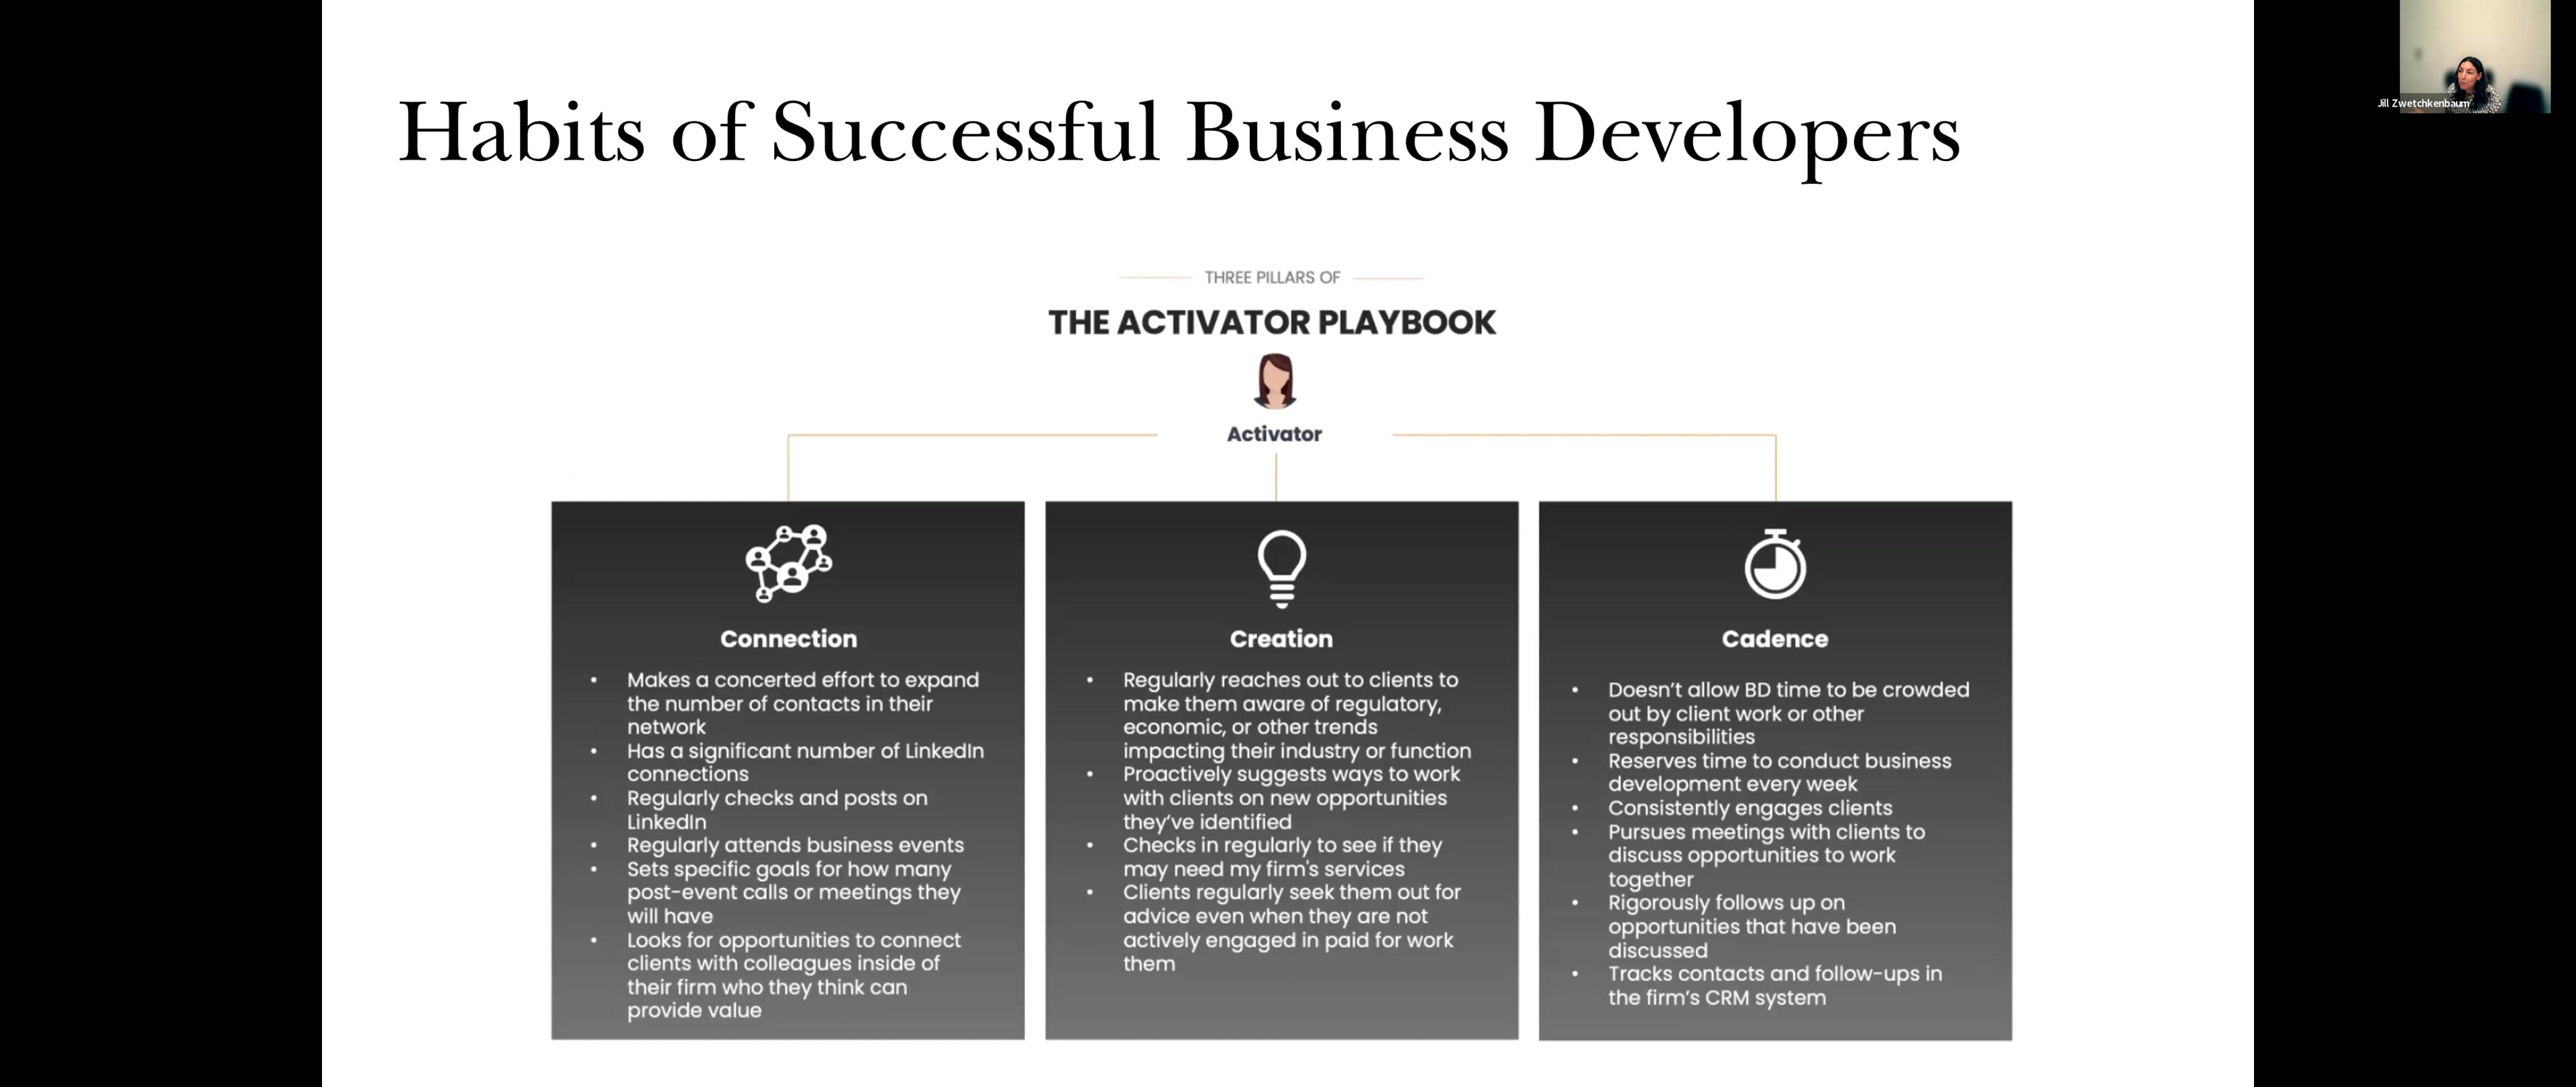 Habits of Successful Business Developers
Jill Zwetchkenbaum
THREE PILLARS OF
THE ACTIVATOR PLAYBOOK
Activator
Connection
• Makes a concerted effort to expand
the number of contacts in their
network
• Has a significant number of LinkedIn
connections
• Regularly checks and posts on
LinkedIn
• Regularly attends business events
• Sets specific goals for how many
post-event calls or meetings they
will have
• Looks for opportunities to connect
clients with colleagues inside of
their firm who they think can
provide value
Creation
• Regularly reaches out to clients to
make them aware of regulatory,
economic, or other trends
impacting their industry or function
• Proactively suggests ways to work
with clients on new opportunities
they've identified
• Checks in regularly to see if they
may need my firm's services
• Clients regularly seek them out for
advice even when they are not
actively engaged in paid for work
them
Cadence
• Doesn't allow BD time to be crowded
out by client work or other
responsibilities
• Reserves time to conduct business
development every week
• Consistently engages clients
• Pursues meetings with clients to
discuss opportunities to work
together
• Rigorously follows up on
opportunities that have been
discussed
• Tracks contacts and follow-ups in
the firm's CRM system